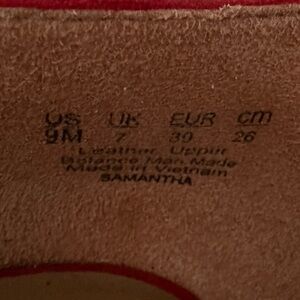 US UK EUR cm
9M 7 39 26
Leather Upper
Balance Man Made
Made in Vietnam
SAMANTHA